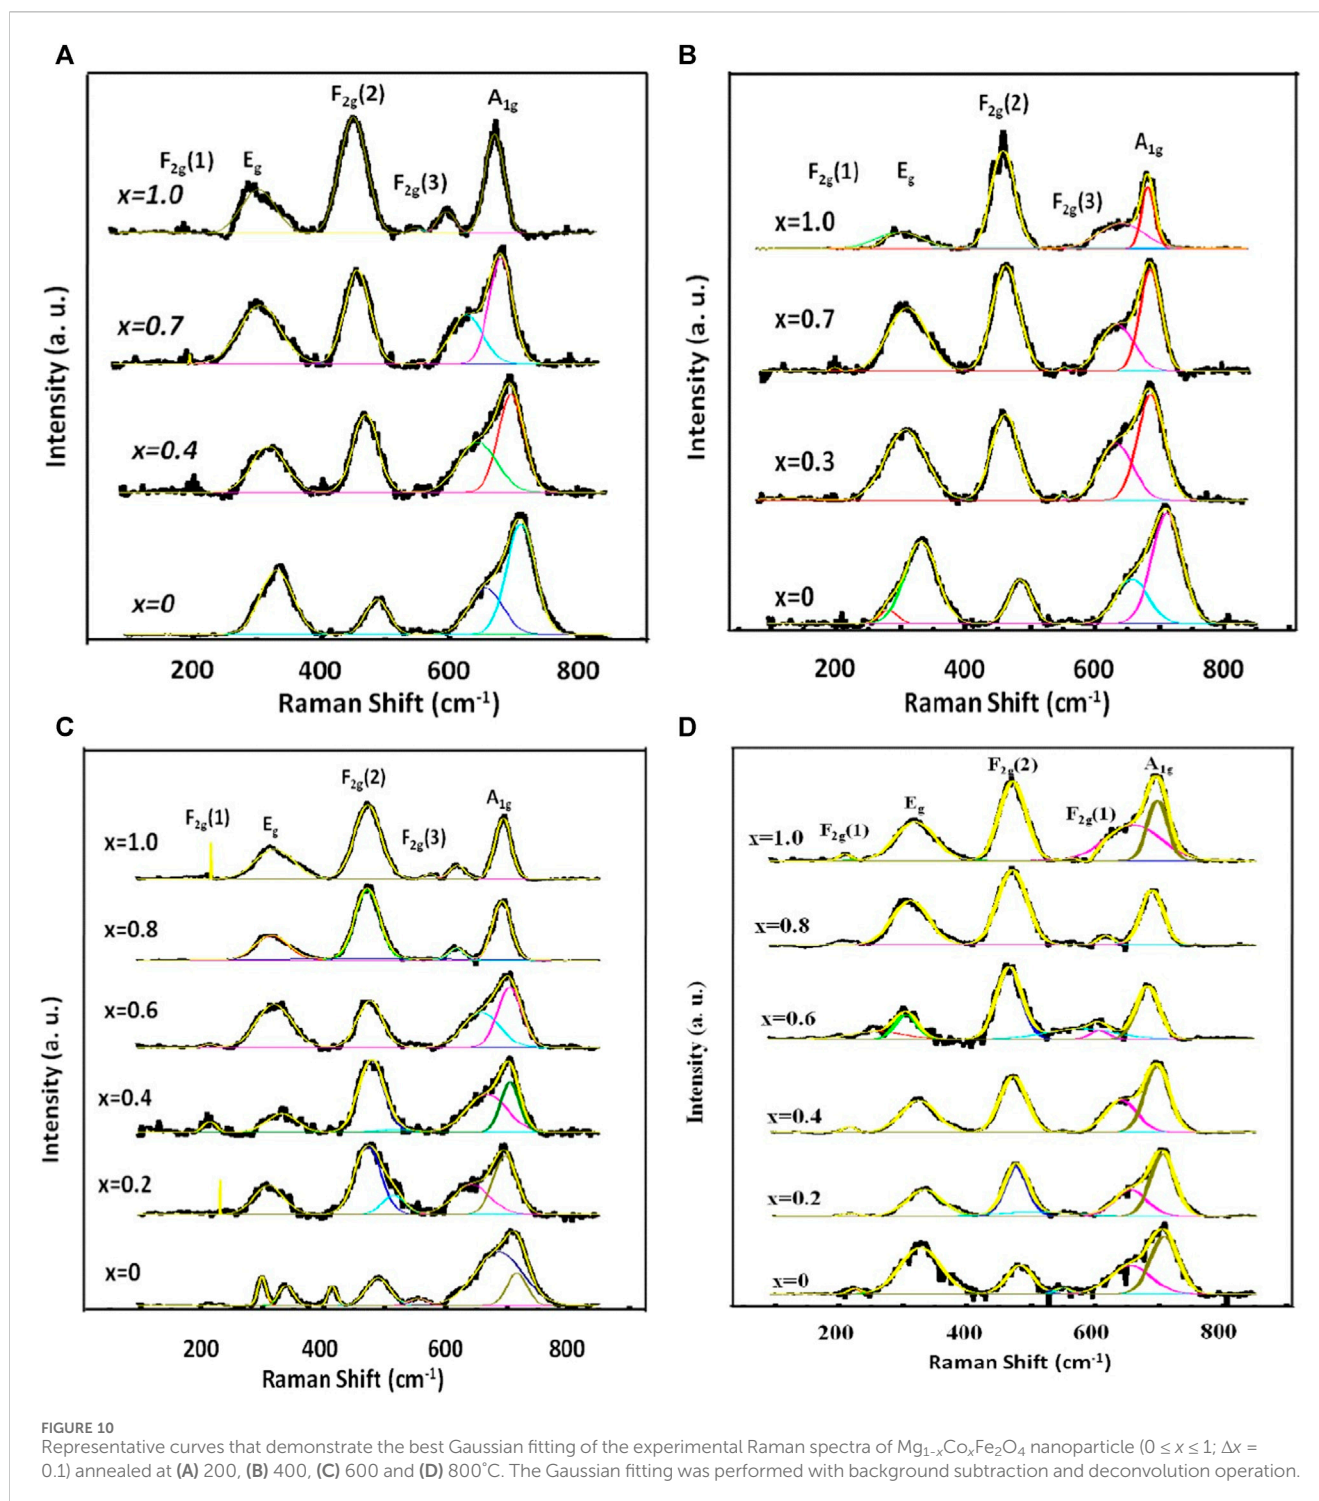 A
F2g(2)
A1g
F2g(1)
Eg
F2g(3)
x=1.0
x=0.7
x=0.4
x=0
Intensity (a. u.)
200 400 600 800
Raman Shift (cm-1)
B
F2g(2)
A1g
F2g(1)
Eg
F2g(3)
x=1.0
x=0.7
x=0.3
x=0
Intensity (a. u.)
200 400 600 800
Raman Shift (cm-1)
C
F2g(2)
A1g
F2g(1)
Eg
F2g(3)
x=1.0
x=0.8
x=0.6
x=0.4
x=0.2
x=0
Intensity (a. u.)
200 400 600 800
Raman Shift (cm-1)
D
F2g(2)
A1g
Eg
F2g(1)
F2g(1)
x=1.0
x=0.8
x=0.6
x=0.4
x=0.2
x=0
Intensity (a. u.)
200 400 600 800
Raman Shift (cm-1)
FIGURE 10
Representative curves that demonstrate the best Gaussian fitting of the experimental Raman spectra of Mg1-xCoxFe2O4 nanoparticle (0 ≤ x ≤ 1; Δx =
0.1) annealed at (A) 200, (B) 400, (C) 600 and (D) 800°C. The Gaussian fitting was performed with background subtraction and deconvolution operation.